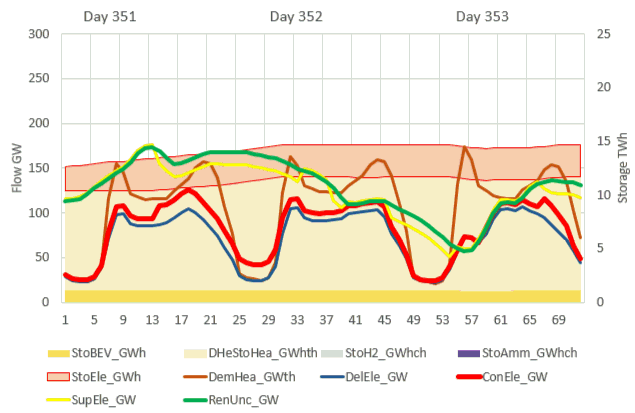 Day 351 Day 352 Day 353
300 25
250 20
200 15
150 10
100 5
50 0
0
Flow GW
Storage TWh
1 5 9 13 17 21 25 29 33 37 41 45 49 53 57 61 65 69
StoBEV_GWh DHeStoHea_GWhth StoH2_GWhch StoAmm_GWhch
StoEle_GWh DemHea_GWth DelEle_GW ConEle_GW
SupEle_GW RenUnc_GW